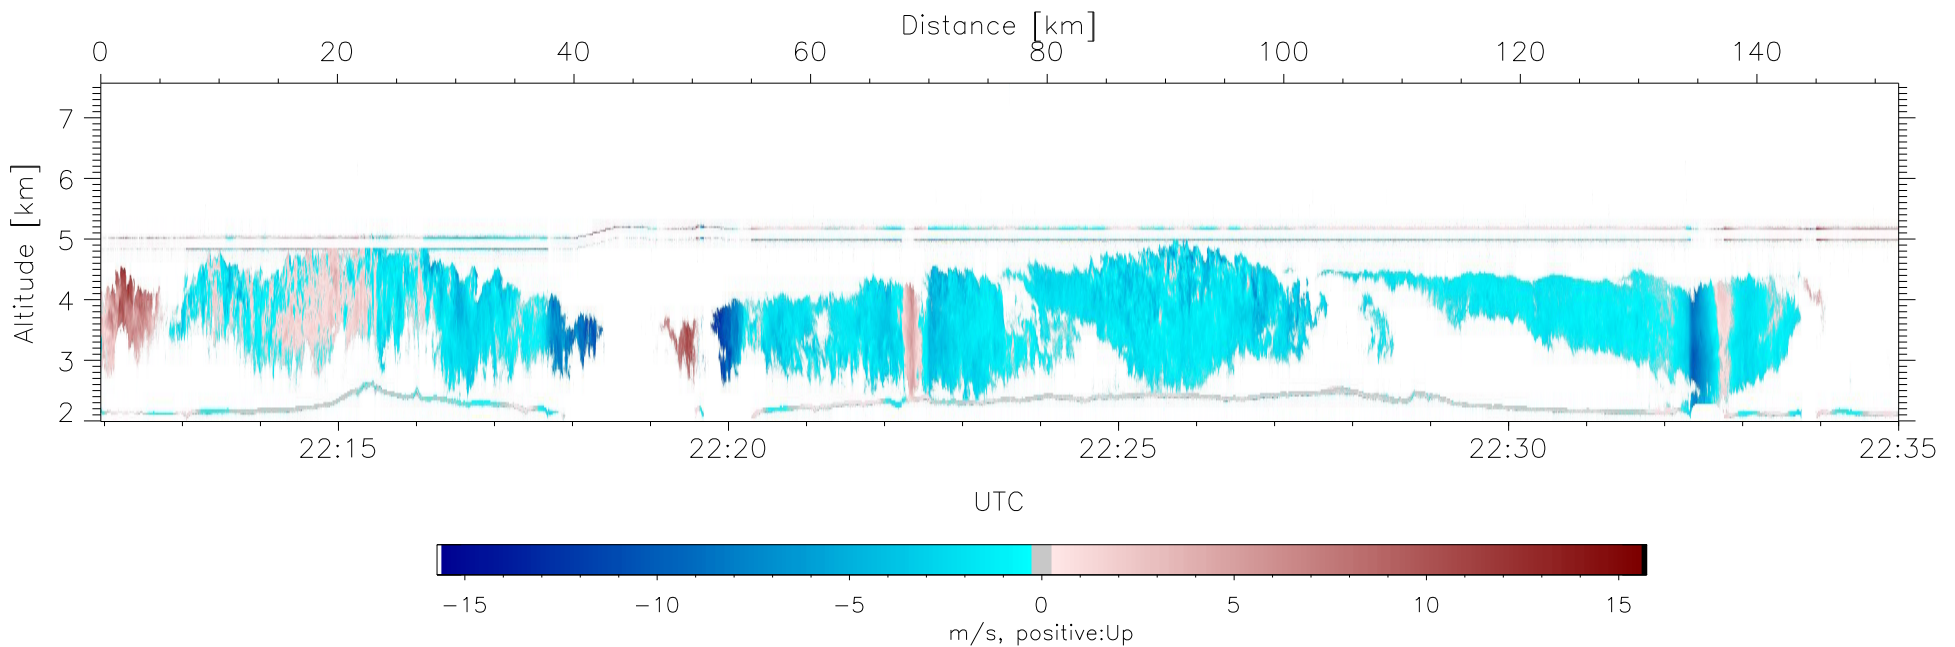 Distance [km]
0 20 40 60 80 100 120 140
7
6
5
4
3
2
Altitude [km]
22:15 22:20 22:25 22:30 22:35
UTC
−15 −10 −5 0 5 10 15
m/s, positive:Up